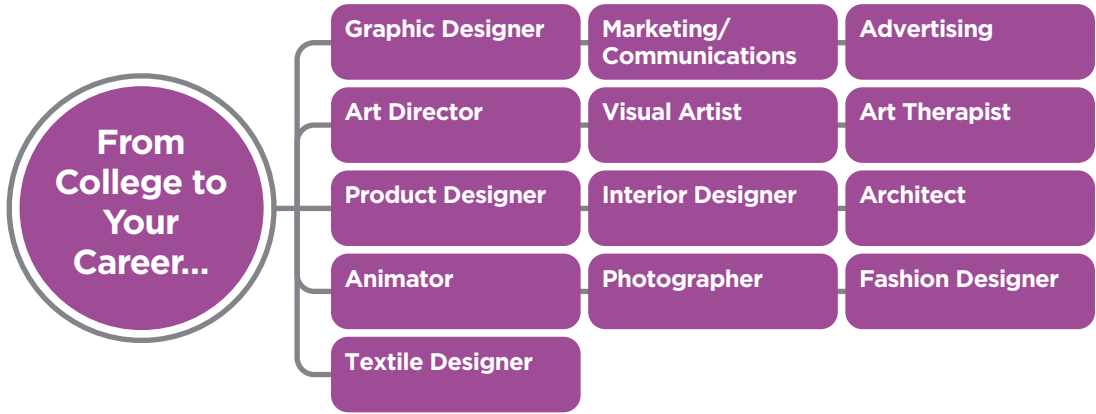 From
College to
Your
Career...
Graphic Designer
Marketing/
Communications
Advertising
Art Director
Visual Artist
Art Therapist
Product Designer
Interior Designer
Architect
Animator
Photographer
Fashion Designer
Textile Designer